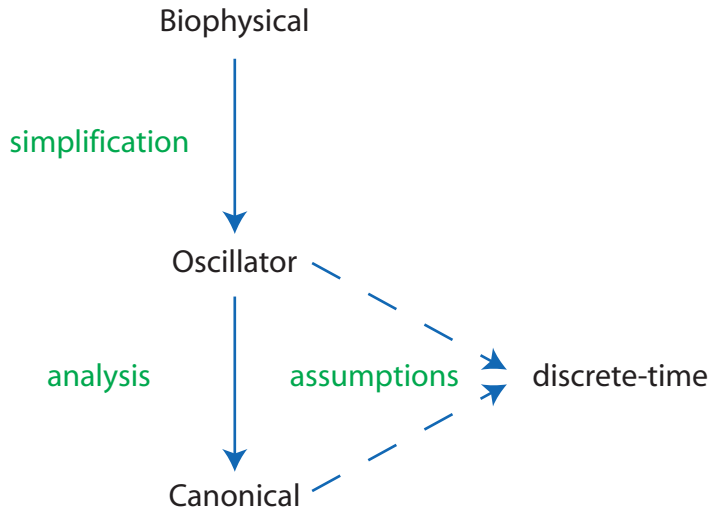 Biophysical
simplification
Oscillator
analysis
assumptions
discrete-time
Canonical